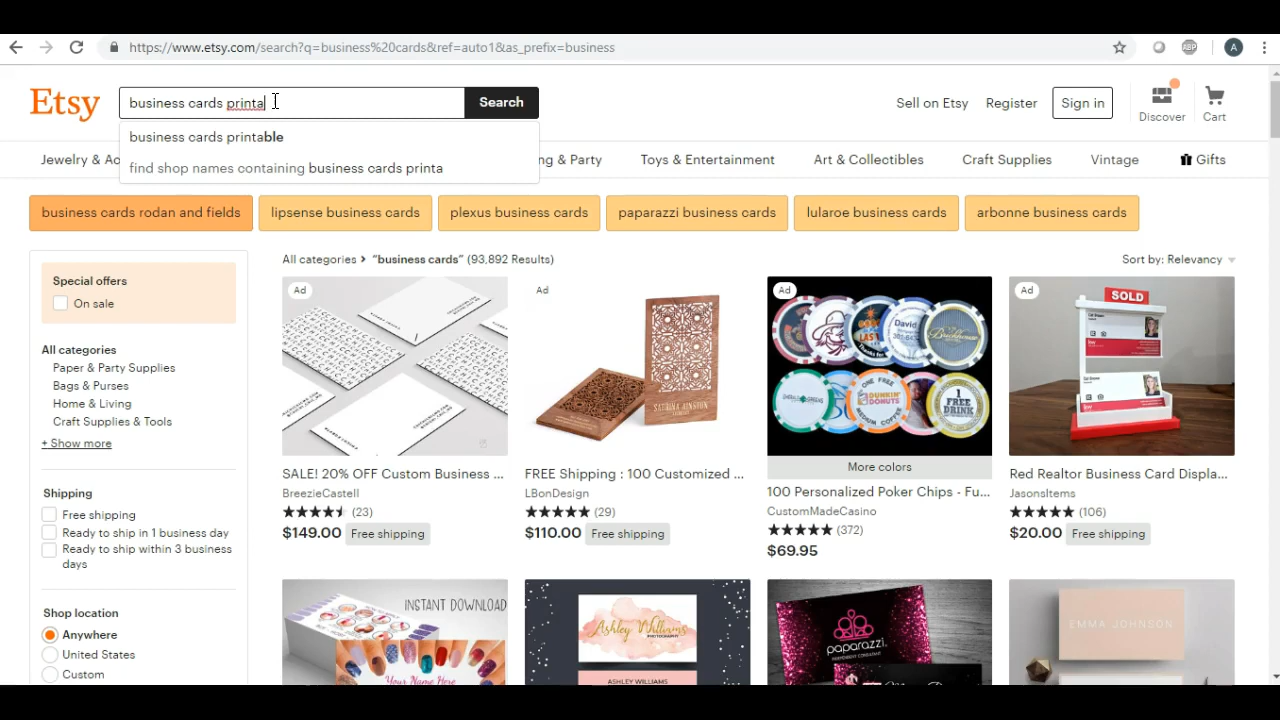 https://www.etsy.com/search?q=business%20cards&ref=auto1&as_prefix=business
ABP
A
Etsy
business cards printa
Search
Sell on Etsy
Register
Sign in
Discover
Cart
business cards printable
find shop names containing business cards printa
Jewelry & Ac
ng & Party
Toys & Entertainment
Art & Collectibles
Craft Supplies
Vintage
Gifts
business cards rodan and fields
lipsense business cards
plexus business cards
paparazzi business cards
lularoe business cards
arbonne business cards
All categories > "business cards" (93,892 Results)
Sort by: Relevancy
Special offers
On sale
All categories
Paper & Party Supplies
Bags & Purses
Home & Living
Craft Supplies & Tools
+ Show more
Shipping
Free shipping
Ready to ship in 1 business day
Ready to ship within 3 business
days
Shop location
Anywhere
United States
Custom
Ad
SALE! 20% OFF Custom Business ...
BreezieCastell
(23)
$149.00 Free shipping
Ad
FREE Shipping : 100 Customized ...
LBonDesign
(29)
$110.00 Free shipping
Ad
David
DUNKIN'
DONUTS
1
FREE
DRINK
More colors
100 Personalized Poker Chips - Fu...
CustomMadeCasino
(372)
$69.95
Ad
SOLD
Red Realtor Business Card Displa...
JasonsItems
(106)
$20.00 Free shipping
INSTANT DOWNLOAD
Your Name Here
Ashley Williams
PHOTOGRAPHY
ASHLEY WILLIAMS
paparazzi
EMMA JOHNSON